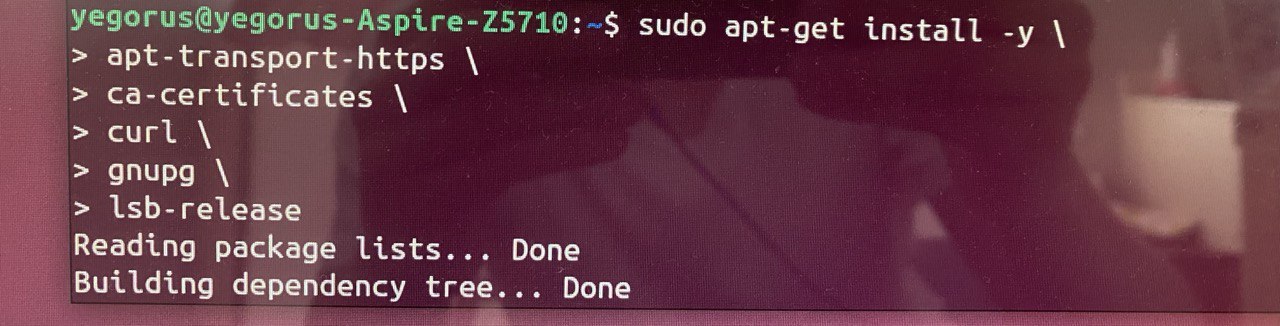 yegorus@yegorus-Aspire-Z5710:~$ sudo apt-get install -y \
> apt-transport-https \
> ca-certificates \
> curl \
> gnupg \
> lsb-release
Reading package lists... Done
Building dependency tree... Done